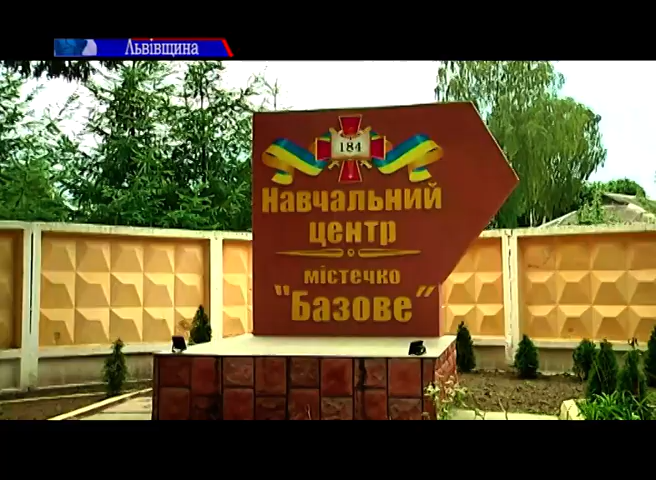 Львівщина
184
Навчальний
центр
містечко
"Базове"